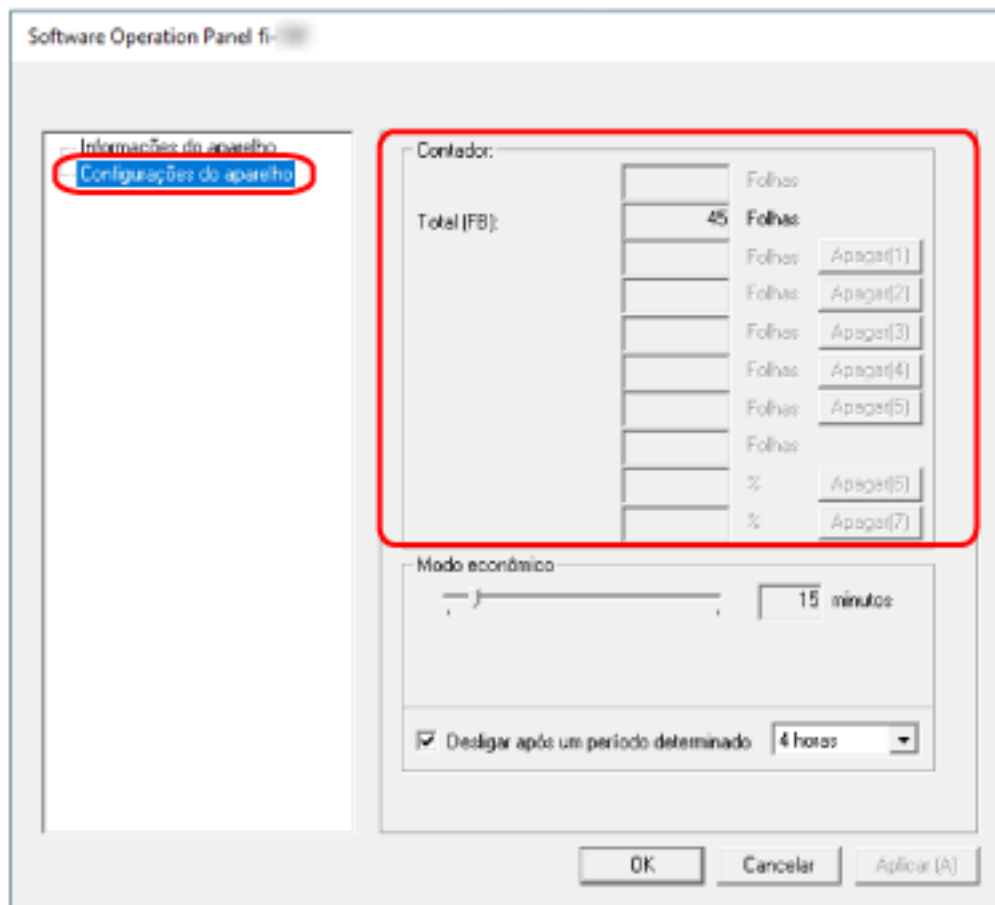 Software Operation Panel fi-
Informações do aparelho
Configurações do aparelho
Contador:
Folhas
Total (FB): 45 Folhas
Folhas Apagar(1)
Folhas Apagar(2)
Folhas Apagar(3)
Folhas Apagar(4)
Folhas Apagar(5)
Folhas
% Apagar(6)
% Apagar(7)
Modo econômico
15 minutos
Desligar após um período determinado 4 horas
OK Cancelar Aplicar (A)